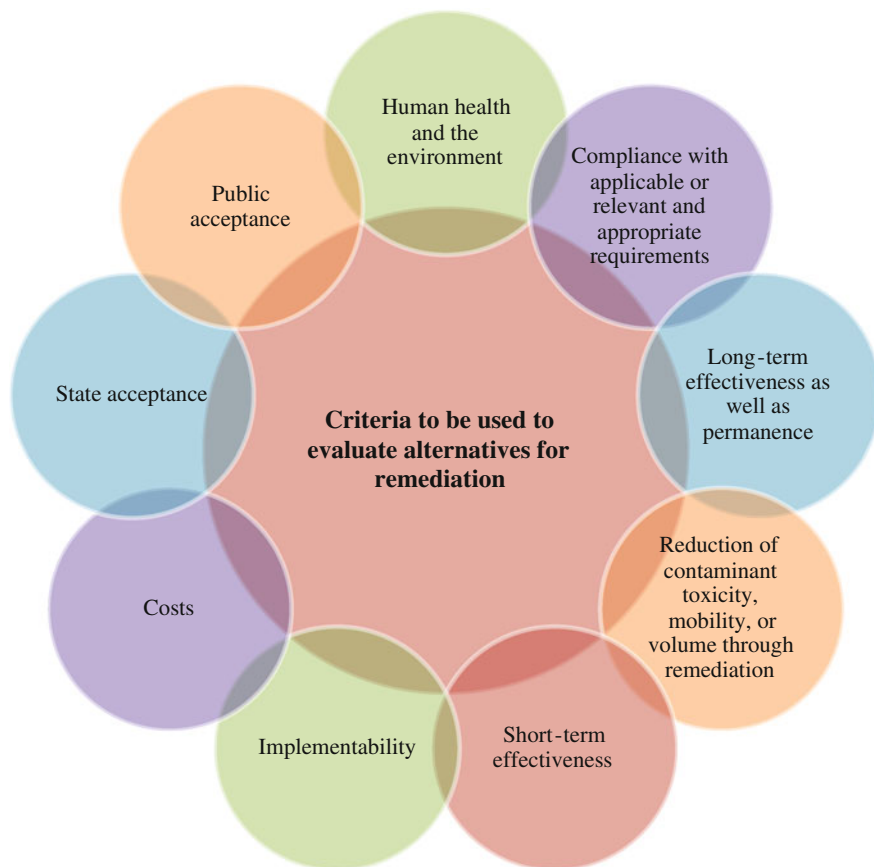 Human health
and the
environment
Compliance with
applicable or
relevant and
appropriate
requirements
Long-term
effectiveness as
well as
permanence
Reduction of
contaminant
toxicity,
mobility, or
volume through
remediation
Short-term
effectiveness
Implementability
Costs
State acceptance
Public
acceptance
Criteria to be used to
evaluate alternatives for
remediation